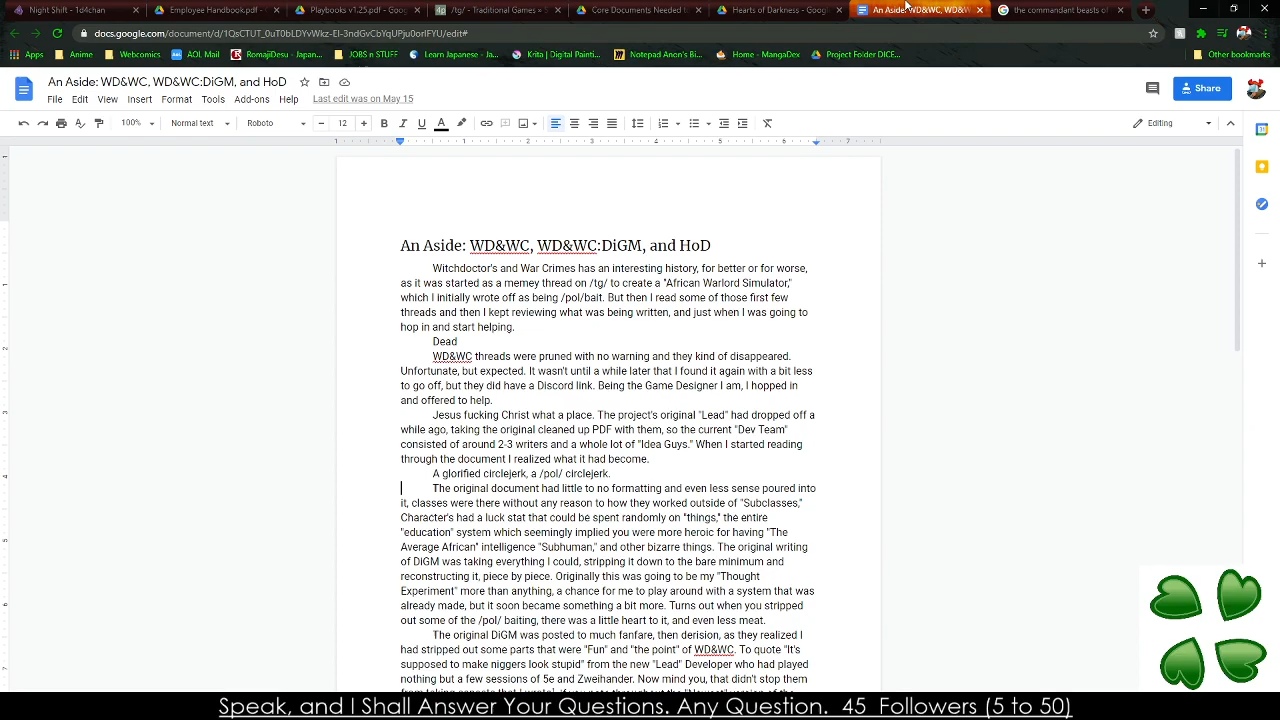 Night Shift - 1d4chan
Employee Handbook.pdf - 
Playbooks v1.25.pdf - Goo
/tg/ - Traditional Games »
Core Documents Needed to
Hearts of Darkness - Google
An Aside: WD&WC, WD&W
the commandant beasts of
docs.google.com/document/d/1QsCTUT_0uT0bLDYvWkz-EI-3ndGvCbYqUPju0orIFYU/edit#
Apps
Anime
Webcomics
AOL Mail
RomajiDesu - Japan...
JOBS n STUFF
Learn Japanese - Ja...
Krita | Digital Painti...
Notepad Anon's Bi...
Home - MangaDex
Project Folder DICE...
Other bookmarks
An Aside: WD&WC, WD&WC:DiGM, and HoD
File Edit View Insert Format Tools Add-ons Help Last edit was on May 15
Share
100% Normal text Roboto 12 B I U A Editing
An Aside: WD&WC, WD&WC:DiGM, and HoD
Witchdoctor's and War Crimes has an interesting history, for better or for worse,
as it was started as a memey thread on /tg/ to create a "African Warlord Simulator,"
which I initially wrote off as being /pol/bait. But then I read some of those first few
threads and then I kept reviewing what was being written, and just when I was going to
hop in and start helping.
Dead
WD&WC threads were pruned with no warning and they kind of disappeared.
Unfortunate, but expected. It wasn't until a while later that I found it again with a bit less
to go off, but they did have a Discord link. Being the Game Designer I am, I hopped in
and offered to help.
Jesus fucking Christ what a place. The project's original "Lead" had dropped off a
while ago, taking the original cleaned up PDF with them, so the current "Dev Team"
consisted of around 2-3 writers and a whole lot of "Idea Guys." When I started reading
through the document I realized what it had become.
A glorified circlejerk, a /pol/ circlejerk.
The original document had little to no formatting and even less sense poured into
it, classes were there without any reason to how they worked outside of "Subclasses,"
Character's had a luck stat that could be spent randomly on "things," the entire
"education" system which seemingly implied you were more heroic for having "The
Average African" intelligence "Subhuman," and other bizarre things. The original writing
of DiGM was taking everything I could, stripping it down to the bare minimum and
reconstructing it, piece by piece. Originally this was going to be my "Thought
Experiment" more than anything, a chance for me to play around with a system that was
already made, but it soon became something a bit more. Turns out when you stripped
out some of the /pol/ baiting, there was a little heart to it, and even less meat.
The original DiGM was posted to much fanfare, then derision, as they realized I
had stripped out some parts that were "Fun" and "the point" of WD&WC. To quote "It's
supposed to make niggers look stupid" from the new "Lead" Developer who had played
nothing but a few sessions of 5e and Zweihander. Now mind you, that didn't stop them
Speak, and I Shall Answer Your Questions. Any Question. 45 Followers (5 to 50)